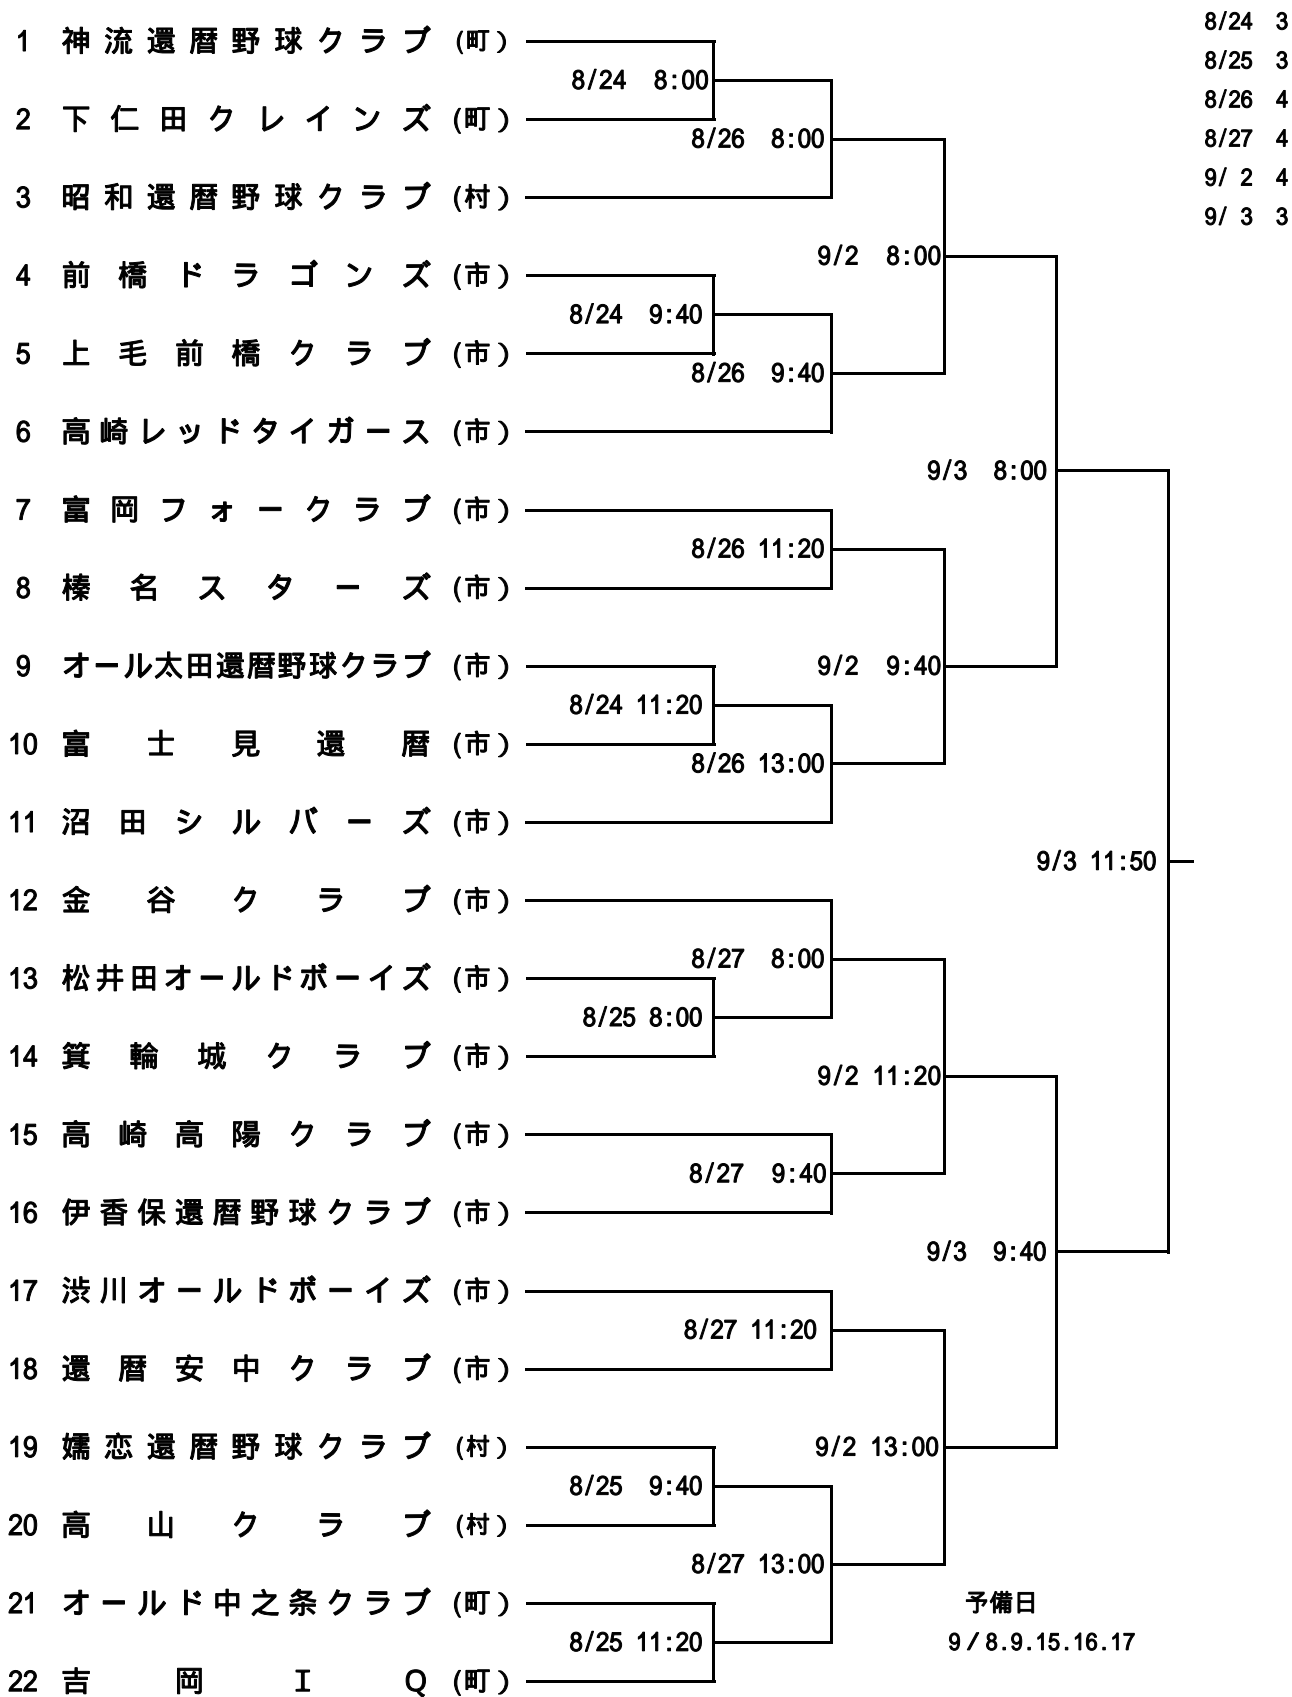 8/24 3
1 神流還暦野球クラブ (町)
8/25 3
8/24 8:00
8/26 4
2 下仁田クレインズ (町)
8/26 8:00
8/27 4
9/ 2 4
3 昭和還暦野球クラブ (村)
9/ 3 3
9/2 8:00
4 前橋ドラゴンズ (市)
8/24 9:40
5 上毛前橋クラブ (市)
8/26 9:40
6 高崎レッドタイガース (市)
9/3 8:00
7 富岡フォークラブ (市)
8/26 11:20
8 榛名スターズ (市)
9 オール太田還暦野球クラブ (市)
9/2 9:40
8/24 11:20
10 富士見還暦 (市)
8/26 13:00
11 沼田シルバーズ (市)
9/3 11:50
12 金谷クラブ (市)
8/27 8:00
13 松井田オールドボーイズ (市)
8/25 8:00
14 箕輪城クラブ (市)
9/2 11:20
15 高崎高陽クラブ (市)
8/27 9:40
16 伊香保還暦野球クラブ (市)
9/3 9:40
17 渋川オールドボーイズ (市)
8/27 11:20
18 還暦安中クラブ (市)
19 嬬恋還暦野球クラブ (村)
9/2 13:00
8/25 9:40
20 高山クラブ (村)
8/27 13:00
21 オールド中之条クラブ (町)
予備日
8/25 11:20
9/8.9.15.16.17
22 吉岡IQ (町)